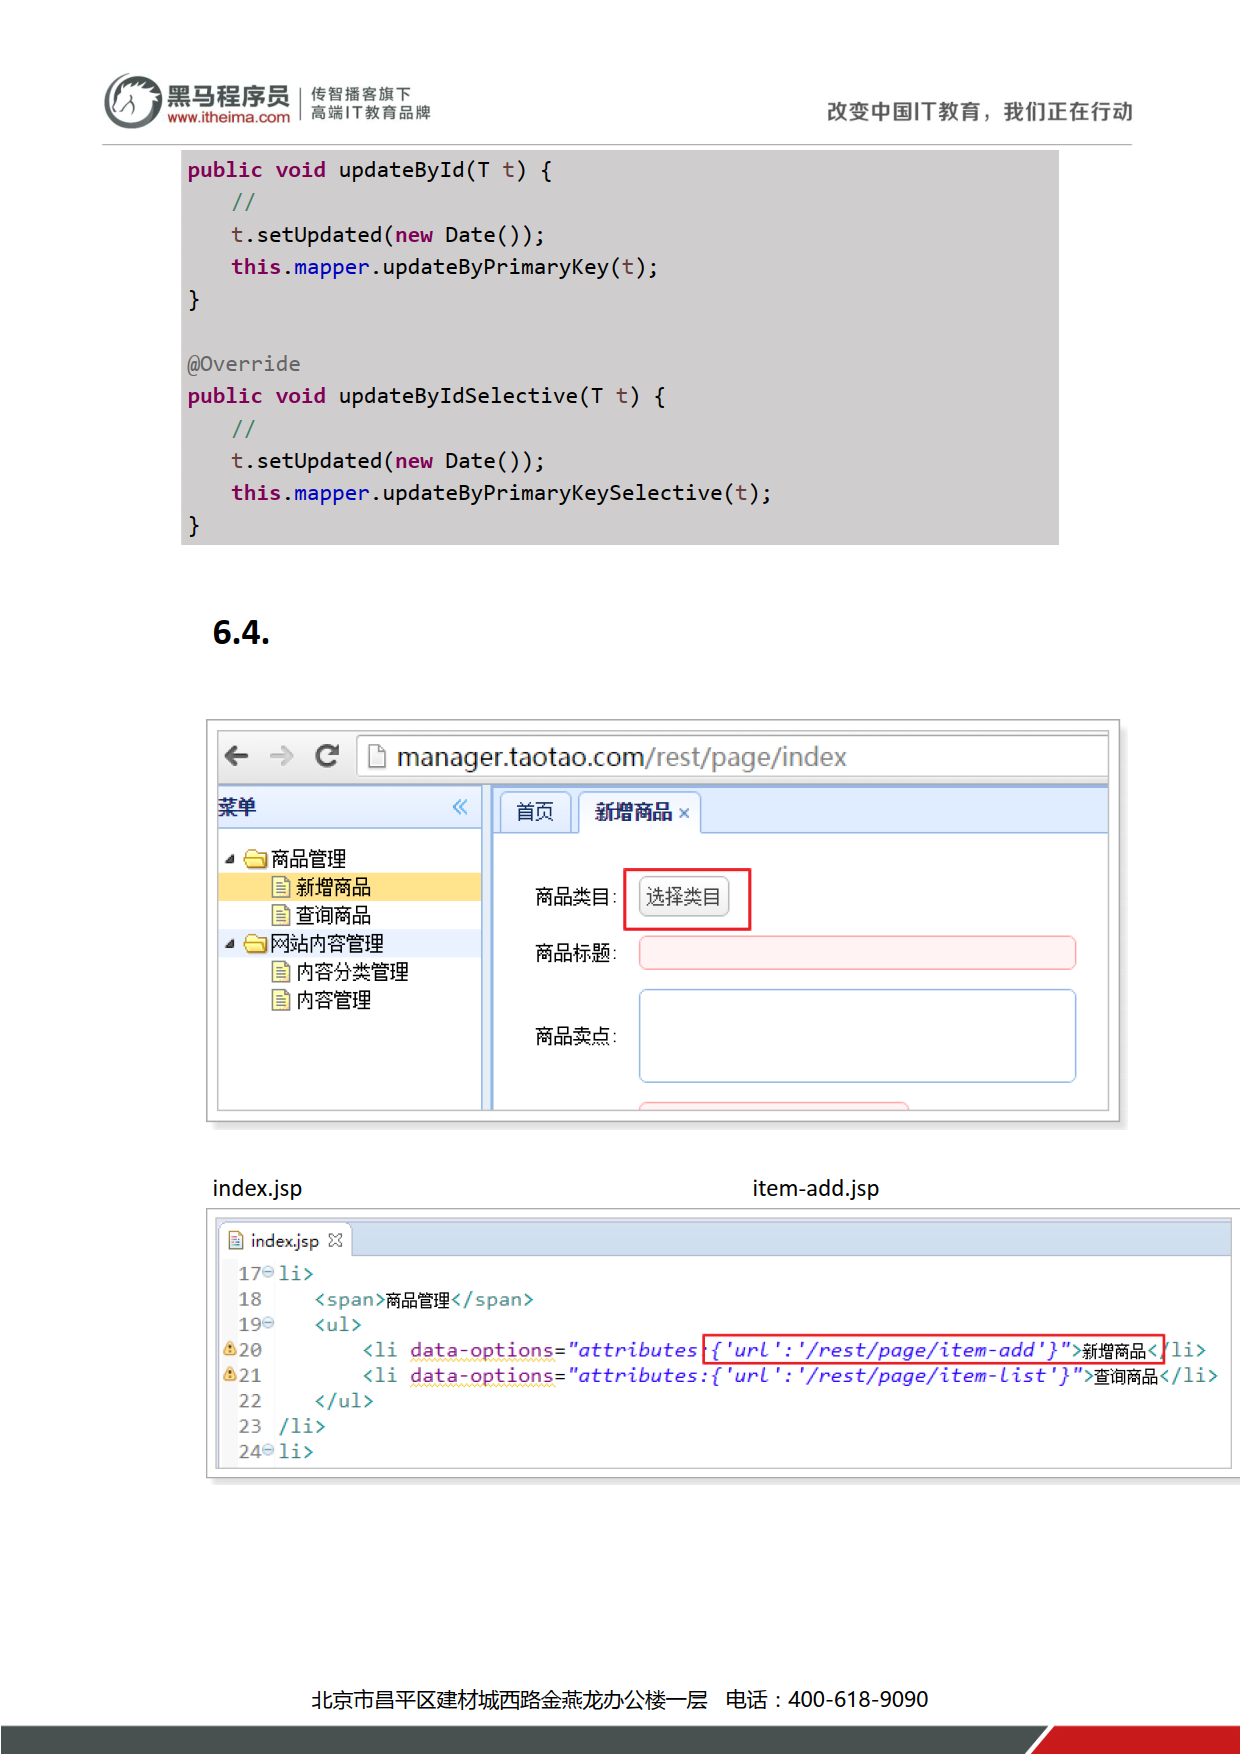 黑马程序员
www.itheima.com
传智播客旗下
高端IT教育品牌
改变中国IT教育，我们正在行动
public void updateById(T t) {
//
t.setUpdated(new Date());
this.mapper.updateByPrimaryKey(t);
}
@Override
public void updateByIdSelective(T t) {
//
t.setUpdated(new Date());
this.mapper.updateByPrimaryKeySelective(t);
}
6.4.
manager.taotao.com/rest/page/index
菜单
首页
新增商品
商品管理
新增商品
查询商品
网站内容管理
内容分类管理
内容管理
商品类目:
选择类目
商品标题:
商品卖点:
index.jsp item-add.jsp
index.jsp
17 li>
18 <span>商品管理</span>
19 <ul>
20 <li data-options="attributes:{'url':'/rest/page/item-add'}">新增商品</li>
21 <li data-options="attributes:{'url':'/rest/page/item-list'}">查询商品</li>
22 </ul>
23 /li>
24 li>
北京市昌平区建材城西路金燕龙办公楼一层 电话：400-618-9090